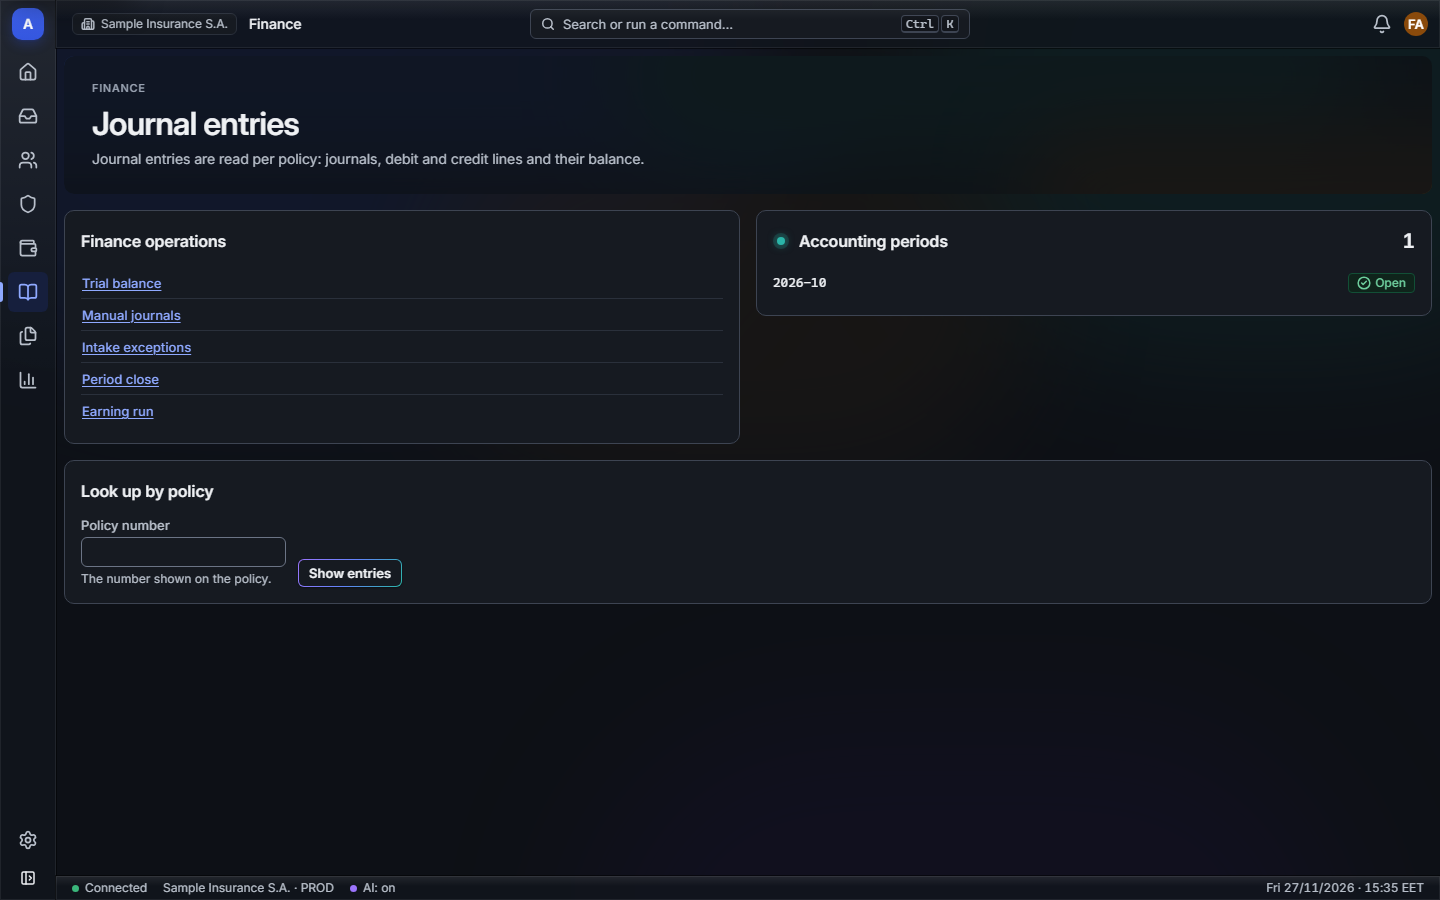 A
Sample Insurance S.A.
Finance
Search or run a command...
Ctrl K
FA
FINANCE
Journal entries
Journal entries are read per policy: journals, debit and credit lines and their balance.
Finance operations
Trial balance
Manual journals
Intake exceptions
Period close
Earning run
Accounting periods
1
2026-10
Open
Look up by policy
Policy number
The number shown on the policy.
Show entries
Connected
Sample Insurance S.A. · PROD
AI: on
Fri 27/11/2026 · 15:35 EET